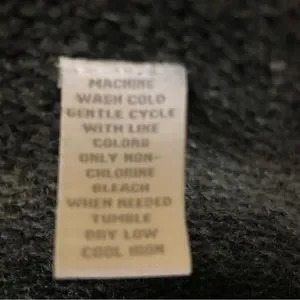 MACHINE
WASH COLD
GENTLE CYCLE
WITH LIKE
COLORS
ONLY NON-
CHLORINE
BLEACH
WHEN NEEDED
TUMBLE
DRY LOW
COOL IRON